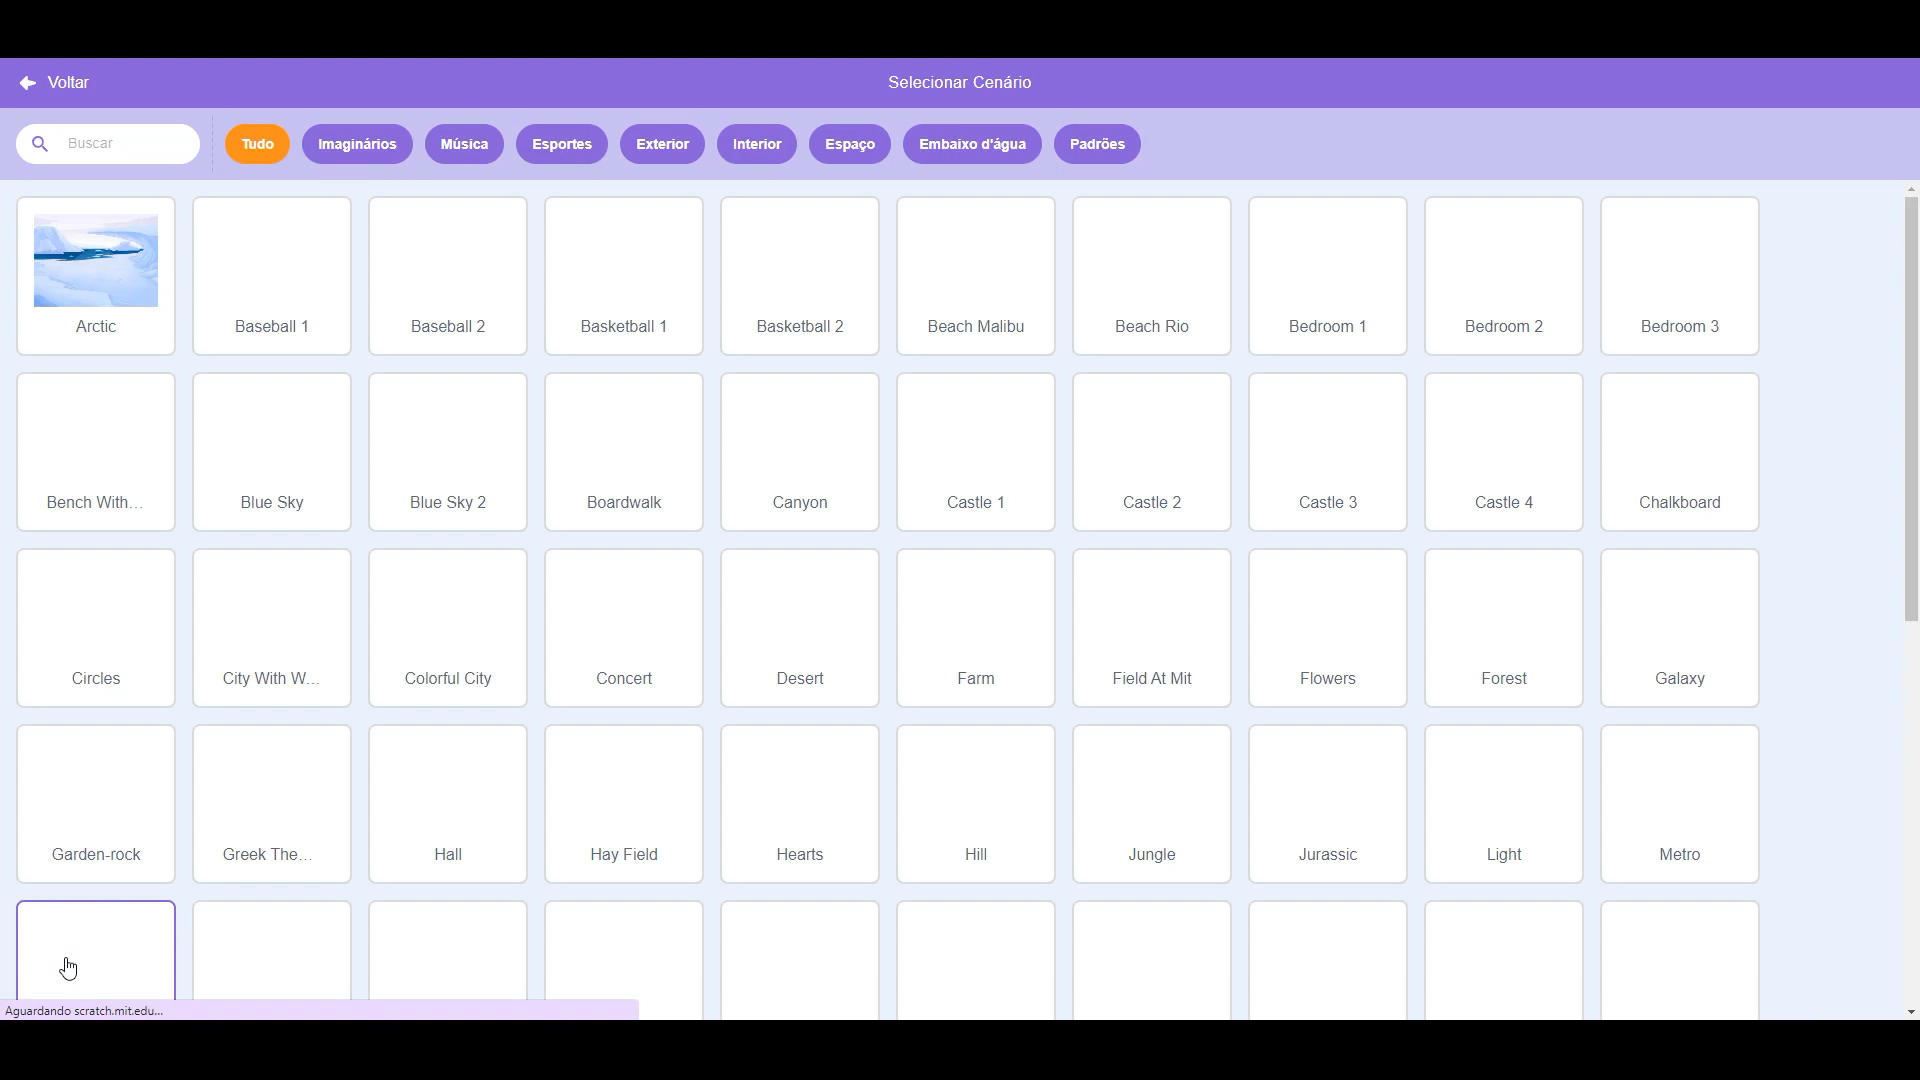 Voltar
Selecionar Cenário
Buscar
Tudo
Imaginários
Música
Esportes
Exterior
Interior
Espaço
Embaixo d'água
Padrões
Arctic
Baseball 1
Baseball 2
Basketball 1
Basketball 2
Beach Malibu
Beach Rio
Bedroom 1
Bedroom 2
Bedroom 3
Bench With...
Blue Sky
Blue Sky 2
Boardwalk
Canyon
Castle 1
Castle 2
Castle 3
Castle 4
Chalkboard
Circles
City With W...
Colorful City
Concert
Desert
Farm
Field At Mit
Flowers
Forest
Galaxy
Garden-rock
Greek The...
Hall
Hay Field
Hearts
Hill
Jungle
Jurassic
Light
Metro
Aguardando scratch.mit.edu...